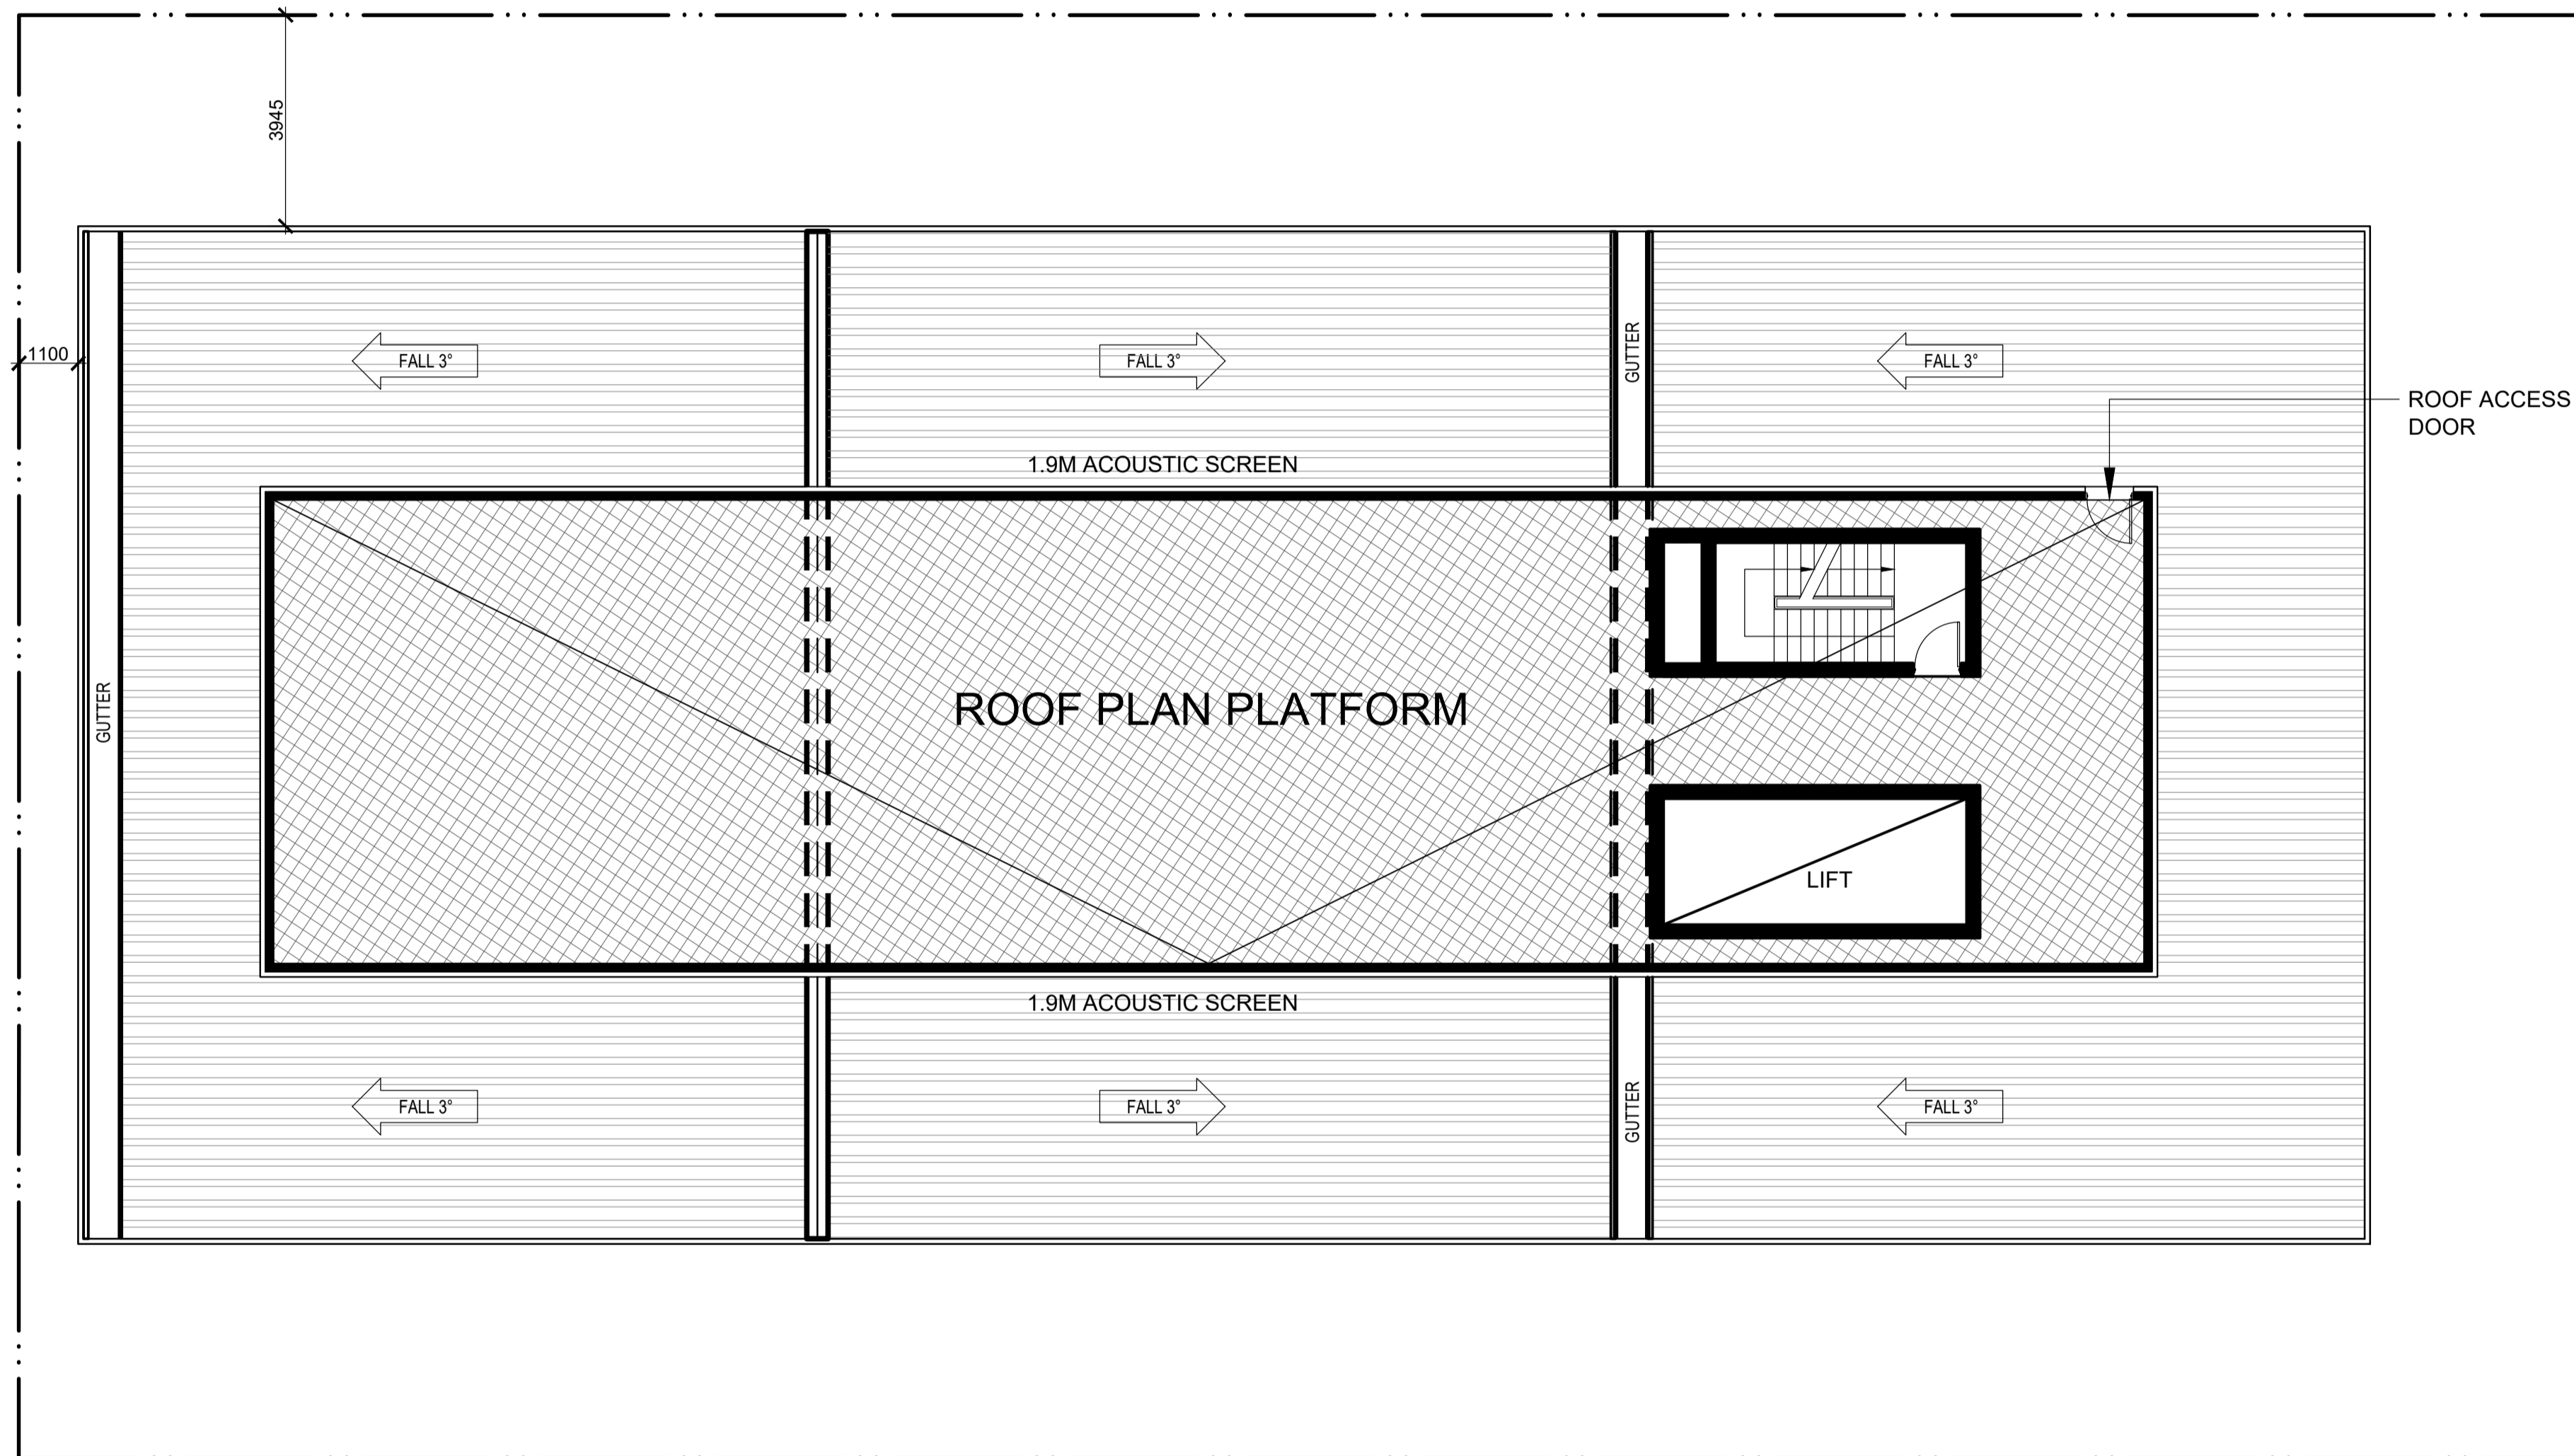 3945
1100
FALL 3°
FALL 3°
GUTTER
FALL 3°
ROOF ACCESS
DOOR
1.9M ACOUSTIC SCREEN
GUTTER
ROOF PLAN PLATFORM
LIFT
1.9M ACOUSTIC SCREEN
FALL 3°
FALL 3°
GUTTER
FALL 3°